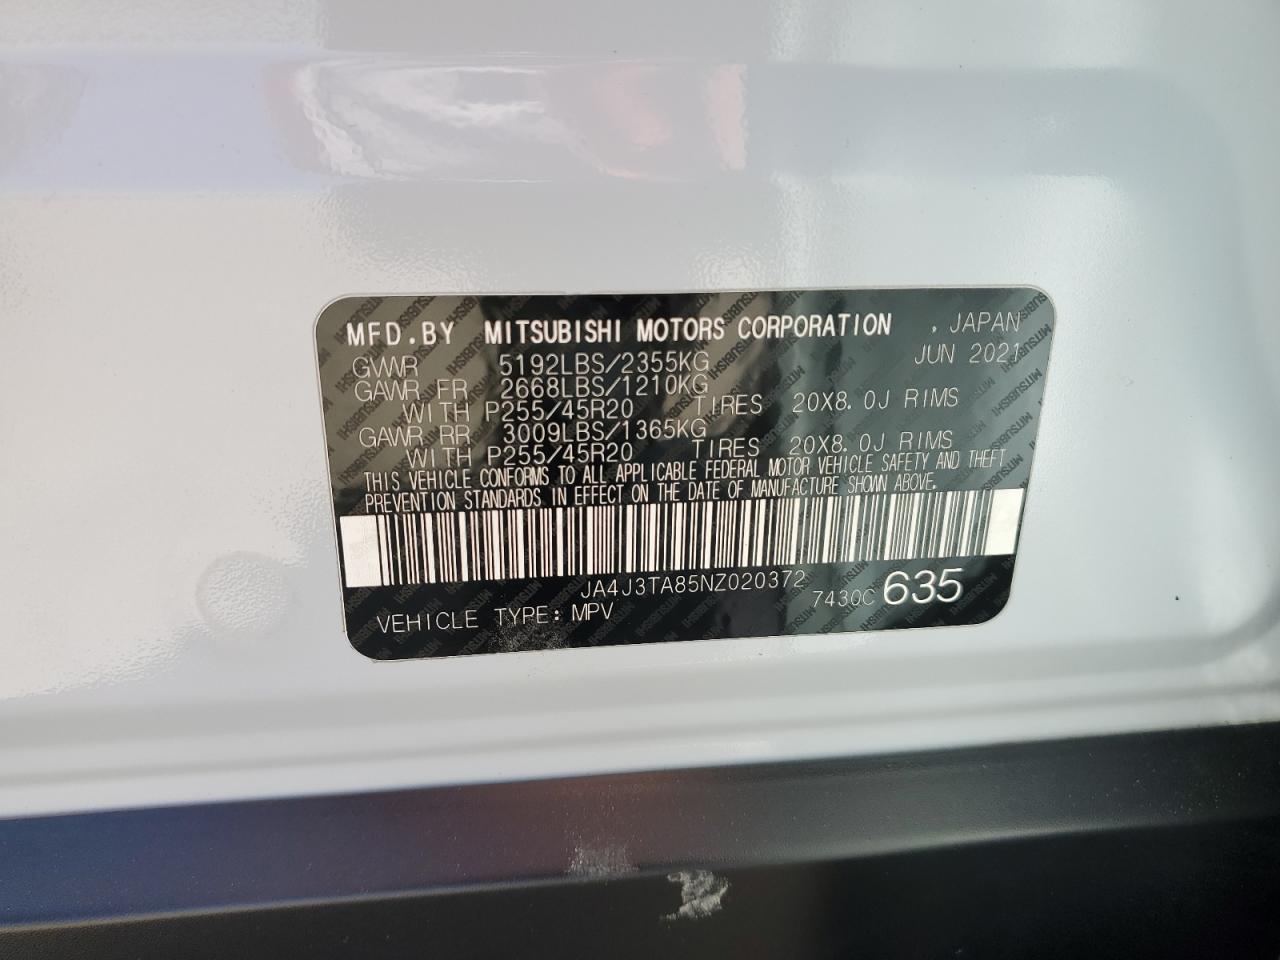 MFD.BY MITSUBISHI MOTORS CORPORATION , JAPAN
GVWR 5192LBS/2355KG JUN 2021
GAWR FR 2668LBS/1210KG
WITH P255/45R20 TIRES 20X8.0J RIMS
GAWR RR 3009LBS/1365KG
WITH P255/45R20 TIRES 20X8.0J RIMS
THIS VEHICLE CONFORMS TO ALL APPLICABLE FEDERAL MOTOR VEHICLE SAFETY AND THEFT
PREVENTION STANDARDS IN EFFECT ON THE DATE OF MANUFACTURE SHOWN ABOVE.
JA4J3TA85NZ020372
VEHICLE TYPE: MPV 7430C 635